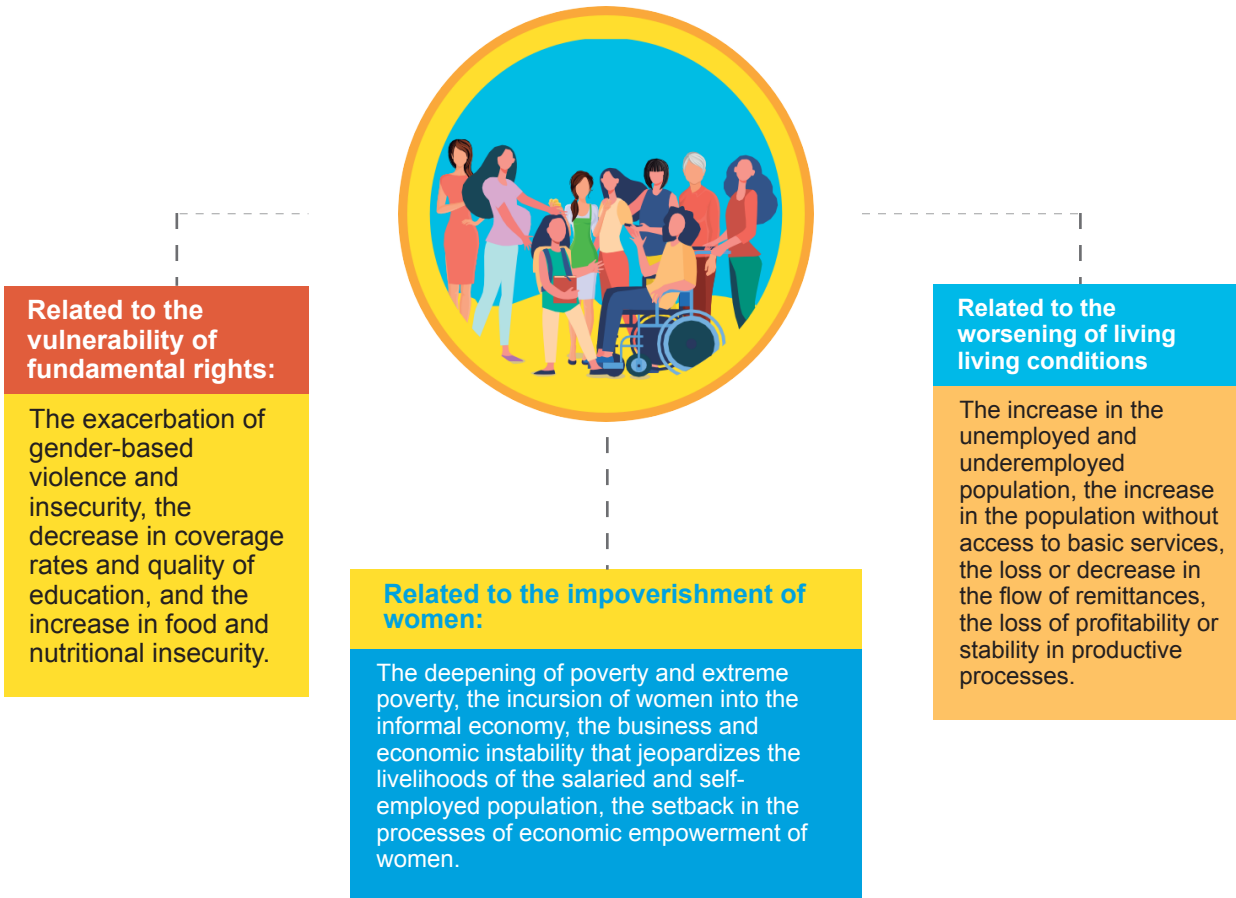 Related to the
vulnerability of
fundamental rights:
The exacerbation of
gender-based
violence and
insecurity, the
decrease in coverage
rates and quality of
education, and the
increase in food and
nutritional insecurity.
Related to the impoverishment of
women:
The deepening of poverty and extreme
poverty, the incursion of women into the
informal economy, the business and
economic instability that jeopardizes the
livelihoods of the salaried and self-
employed population, the setback in the
processes of economic empowerment of
women.
Related to the
worsening of living
living conditions
The increase in the
unemployed and
underemployed
population, the increase
in the population without
access to basic services,
the loss or decrease in
the flow of remittances,
the loss of profitability or
stability in productive
processes.